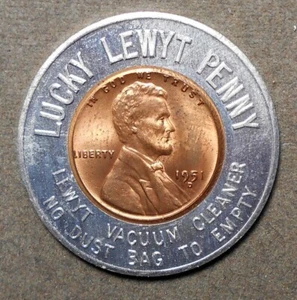 LUCKY LEWYT PENNY
IN GOD WE TRUST
LIBERTY
1951
D
LEWYT VACUUM CLEANER
NO DUST BAG TO EMPTY